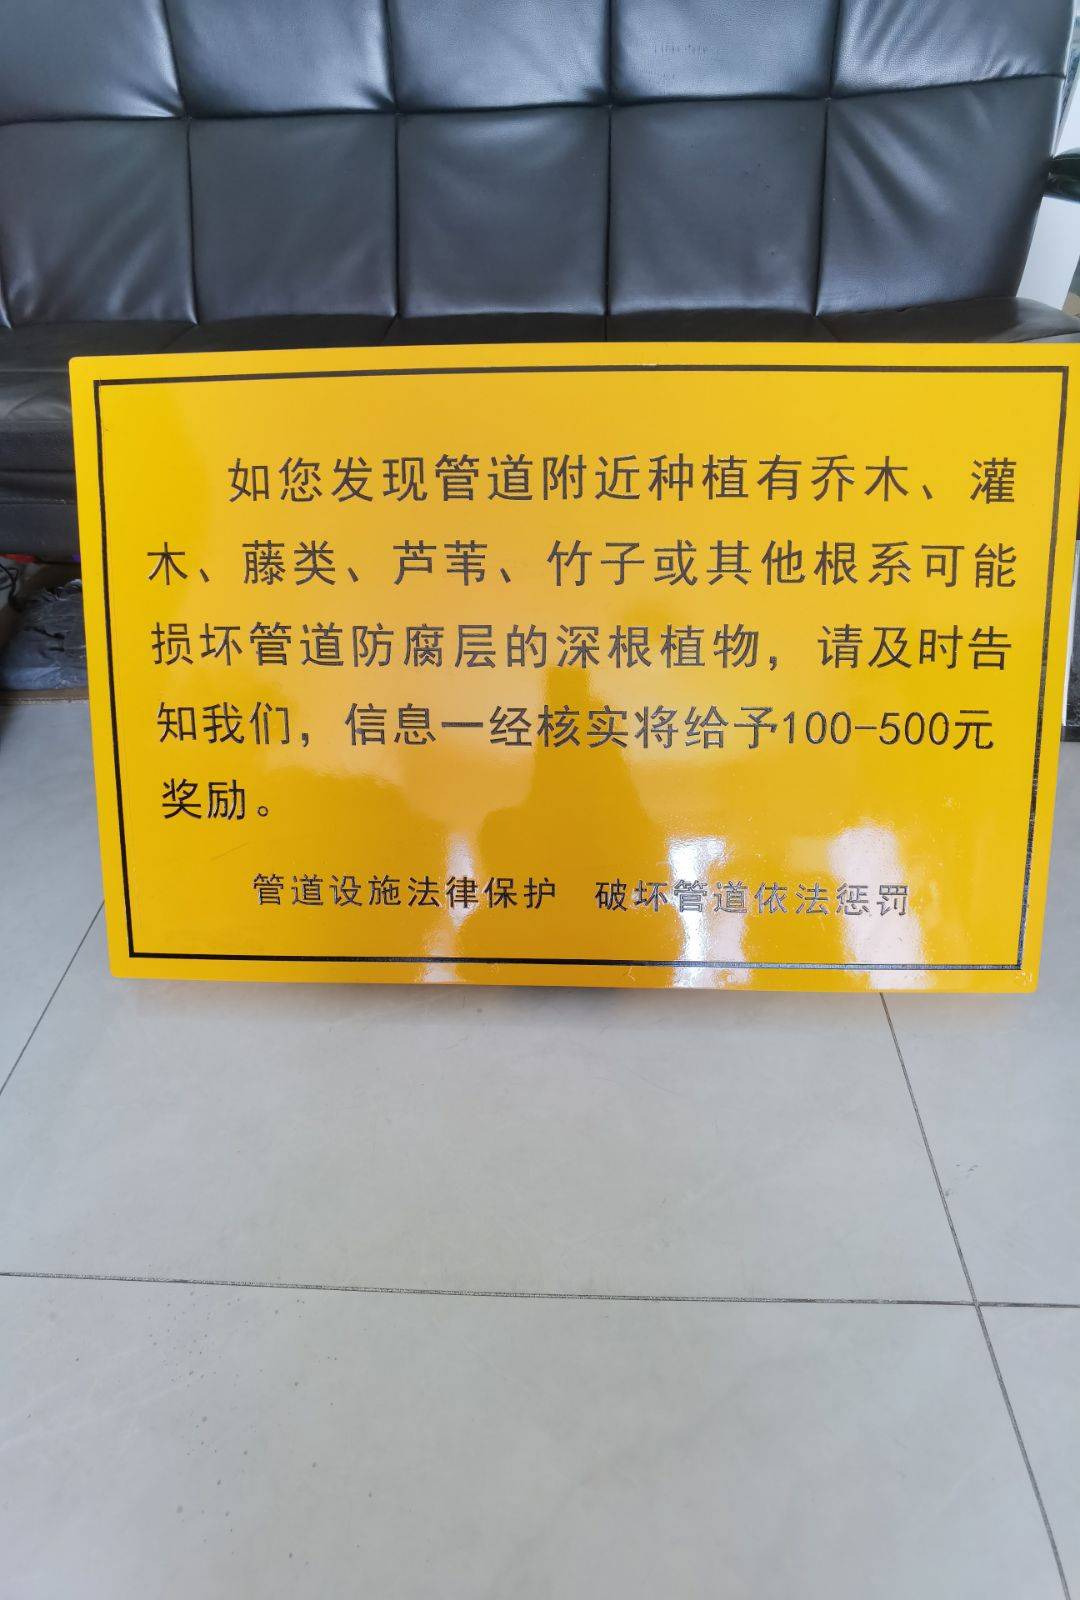 如您发现管道附近种植有乔木、灌
木、藤类、芦苇、竹子或其他根系可能
损坏管道防腐层的深根植物，请及时告
知我们，信息一经核实将给予100-500元
奖励。
管道设施法律保护 破坏管道依法惩罚